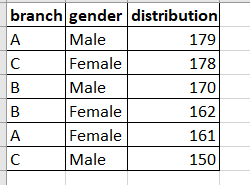 branch gender distribution
A Male 179
C Female 178
B Male 170
B Female 162
A Female 161
C Male 150